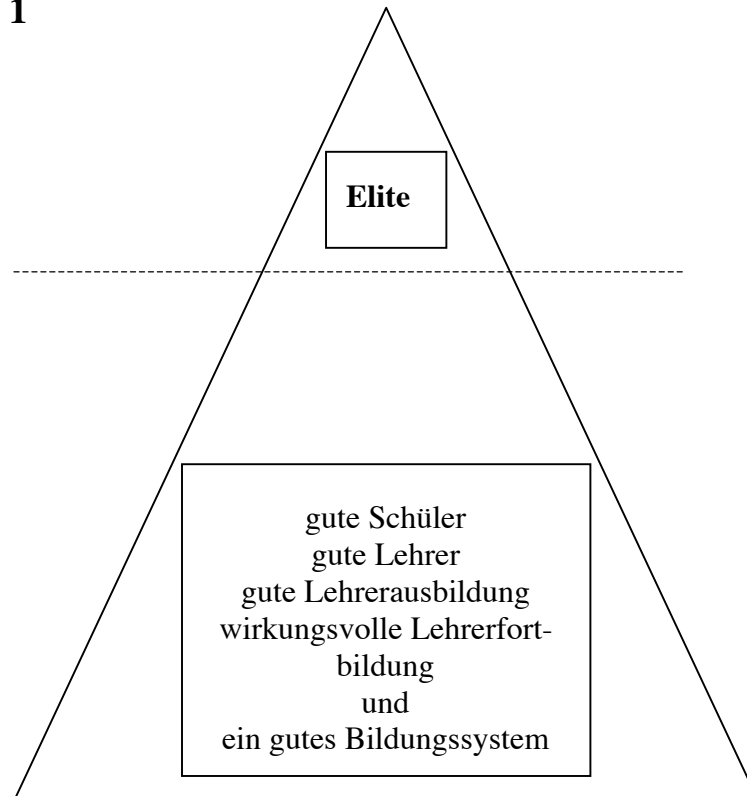 1
Elite
gute Schüler
gute Lehrer
gute Lehrerausbildung
wirkungsvolle Lehrerfort-
bildung
und
ein gutes Bildungssystem